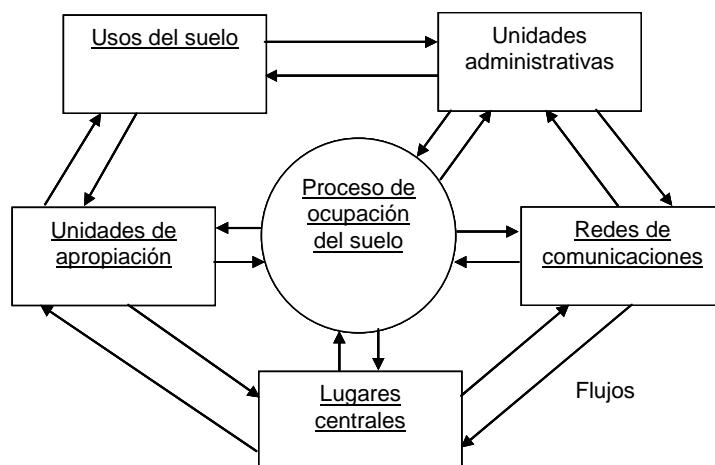 Usos del suelo
Unidades
administrativas
Proceso de
ocupación
del suelo
Unidades de
apropiación
Redes de
comunicaciones
Lugares
centrales
Flujos